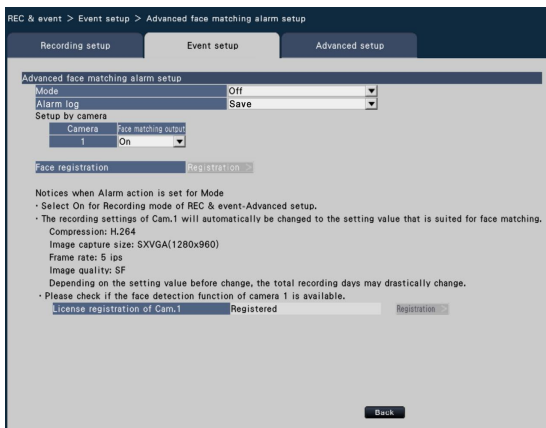 REC & event > Event setup > Advanced face matching alarm setup
Recording setup Event setup Advanced setup
Advanced face matching alarm setup
Mode Off
Alarm log Save
Setup by camera
Camera Face matching output
1 On
Face registration Registration >
Notices when Alarm action is set for Mode
・Select On for Recording mode of REC & event-Advanced setup.
・The recording settings of Cam.1 will automatically be changed to the setting value that is suited for face matching.
Compression: H.264
Image capture size: SXVGA(1280x960)
Frame rate: 5 ips
Image quality: SF
Depending on the setting value before change, the total recording days may drastically change.
・Please check if the face detection function of camera 1 is available.
License registration of Cam.1 Registered Registration >
Back